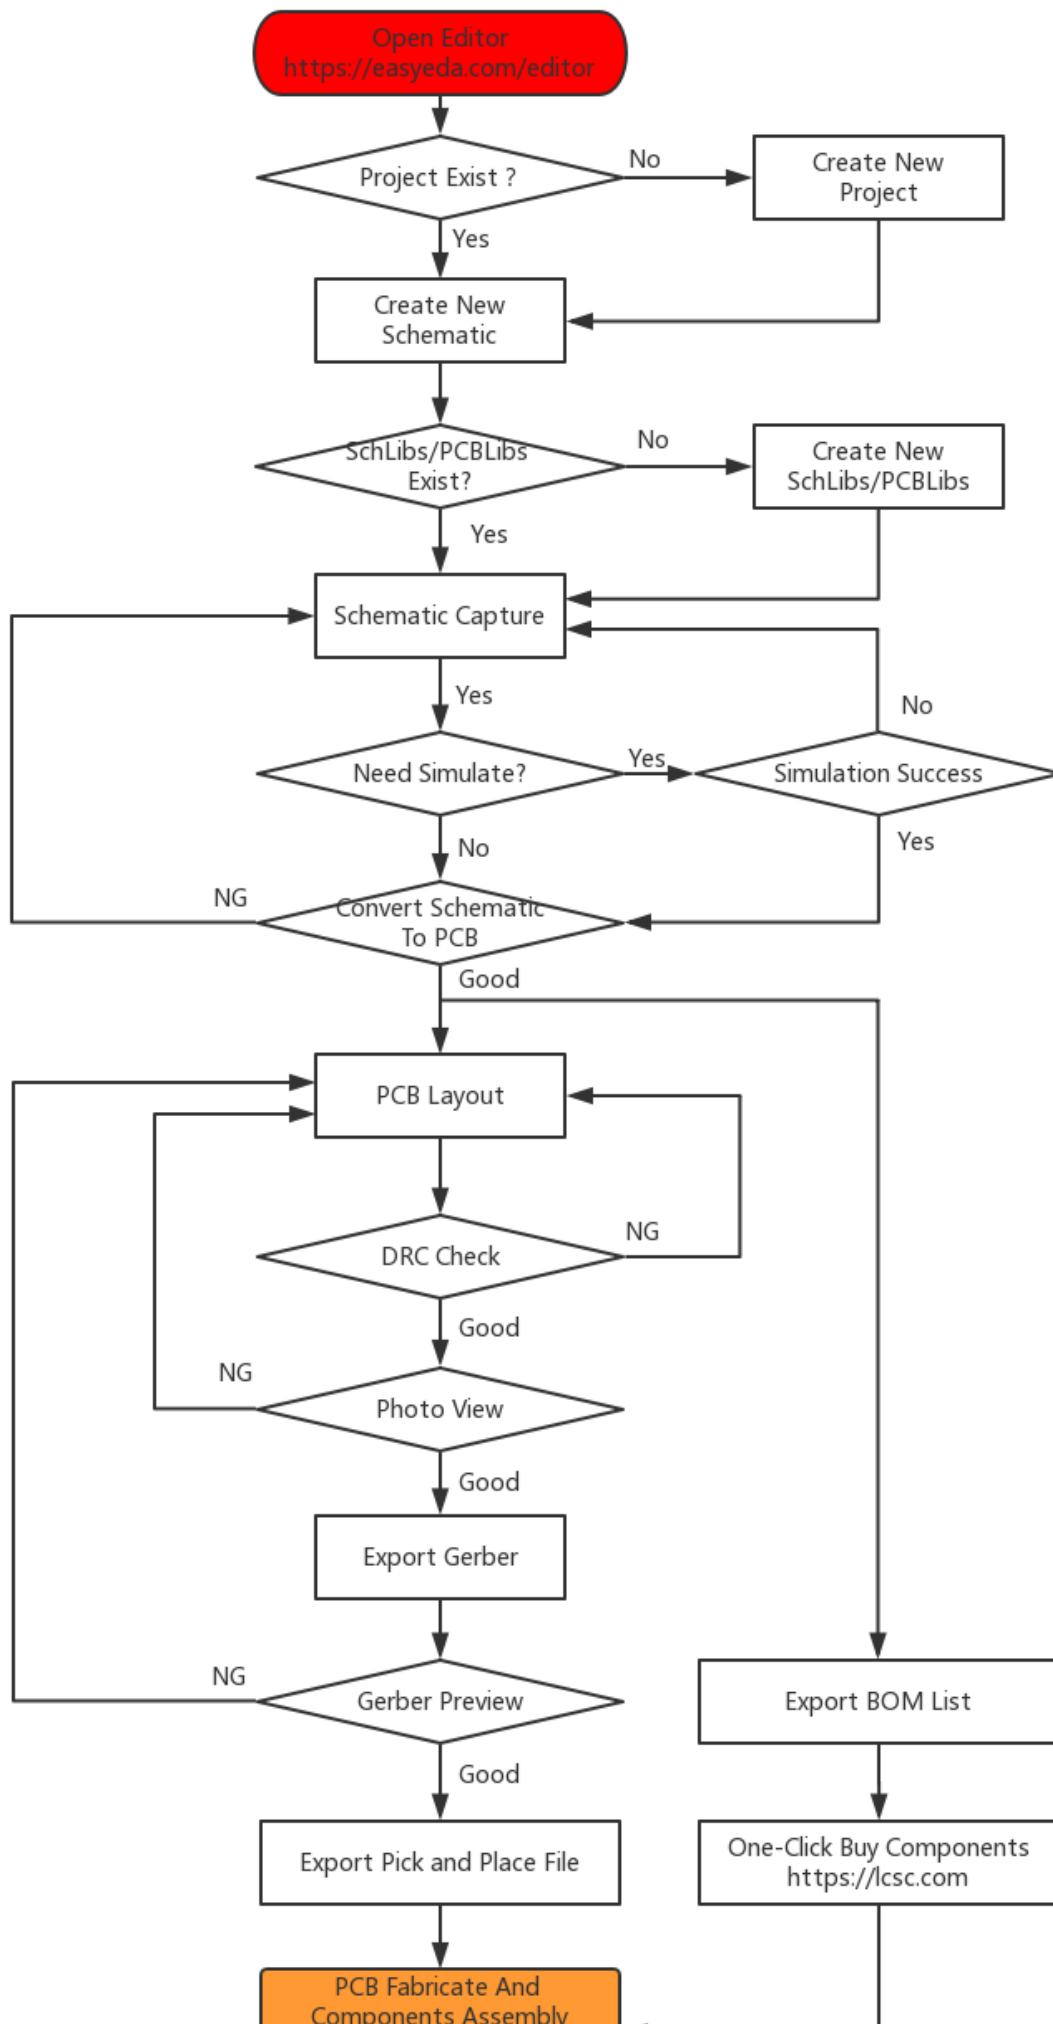 Open Editor
https://easyeda.com/editor
Project Exist ?
No
Create New
Project
Yes
Create New
Schematic
SchLibs/PCBLibs
Exist?
No
Create New
SchLibs/PCBLibs
Yes
Schematic Capture
Yes
No
Need Simulate?
Yes
Simulation Success
No
Yes
NG
Convert Schematic
To PCB
Good
PCB Layout
DRC Check
NG
Good
NG
Photo View
Good
Export Gerber
NG
Gerber Preview
Export BOM List
Good
Export Pick and Place File
One-Click Buy Components
https://lcsc.com
PCB Fabricate And
Components Assembly